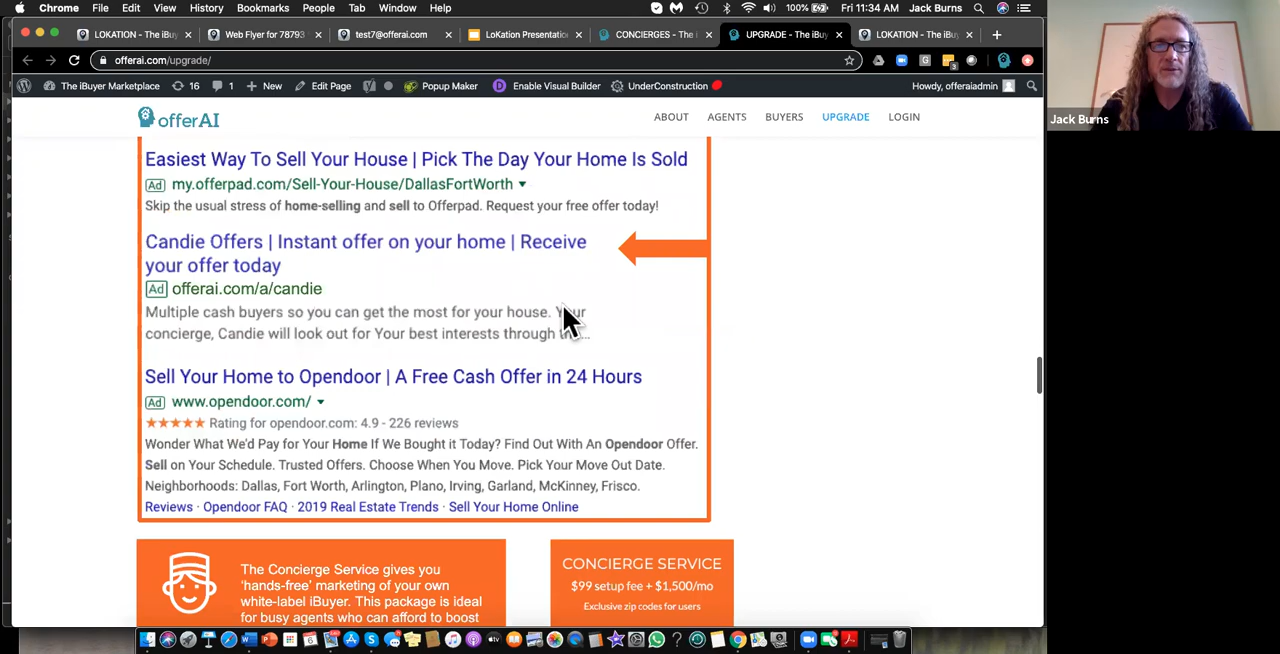 Chrome File Edit View History Bookmarks People Tab Window Help 100% Fri 11:34 AM Jack Burns
LOKATION - The iBuyer Mar Web Flyer for 78793 test7@offerai.com LoKation Presentatio CONCIERGES - The i UPGRADE - The iBuy LOKATION - The iBuyer Mar
offerai.com/upgrade/
The iBuyer Marketplace 16 1 New Edit Page Popup Maker Enable Visual Builder UnderConstruction Howdy, offeraiadmin
offerAI ABOUT AGENTS BUYERS UPGRADE LOGIN
Jack Burns
Easiest Way To Sell Your House | Pick The Day Your Home Is Sold
Ad my.offerpad.com/Sell-Your-House/DallasFortWorth
Skip the usual stress of home-selling and sell to Offerpad. Request your free offer today!
Candie Offers | Instant offer on your home | Receive
your offer today
Ad offerai.com/a/candie
Multiple cash buyers so you can get the most for your house. Your
concierge, Candie will look out for Your best interests through
Sell Your Home to Opendoor | A Free Cash Offer in 24 Hours
Ad www.opendoor.com/
Rating for opendoor.com: 4.9 - 226 reviews
Wonder What We'd Pay for Your Home If We Bought it Today? Find Out With An Opendoor Offer.
Sell on Your Schedule. Trusted Offers. Choose When You Move. Pick Your Move Out Date.
Neighborhoods: Dallas, Fort Worth, Arlington, Plano, Irving, Garland, McKinney, Frisco.
Reviews · Opendoor FAQ · 2019 Real Estate Trends · Sell Your Home Online
The Concierge Service gives you
'hands-free' marketing of your own
white-label iBuyer. This package is ideal
for busy agents who can afford to boost
CONCIERGE SERVICE
$99 setup fee + $1,500/mo
Exclusive zip codes for users